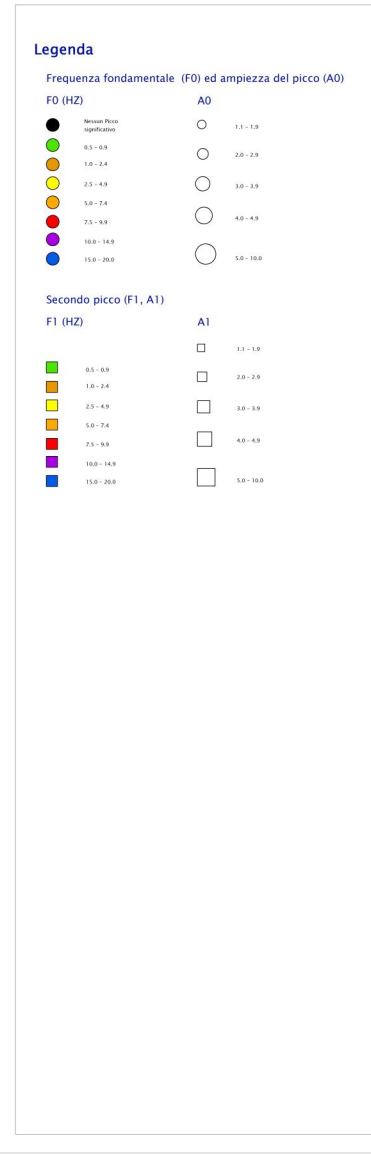 Legenda
Frequenza fondamentale (F0) ed ampiezza del picco (A0)
F0 (HZ)
Nessun Picco
significativo
0.5 – 0.9
1.0 – 2.4
2.5 – 4.9
5.0 – 7.4
7.5 – 9.9
10.0 – 14.9
15.0 – 20.0
A0
1.1 – 1.9
2.0 – 2.9
3.0 – 3.9
4.0 – 4.9
5.0 – 10.0
Secondo picco (F1, A1)
F1 (HZ)
0.5 – 0.9
1.0 – 2.4
2.5 – 4.9
5.0 – 7.4
7.5 – 9.9
10.0 – 14.9
15.0 – 20.0
A1
1.1 – 1.9
2.0 – 2.9
3.0 – 3.9
4.0 – 4.9
5.0 – 10.0